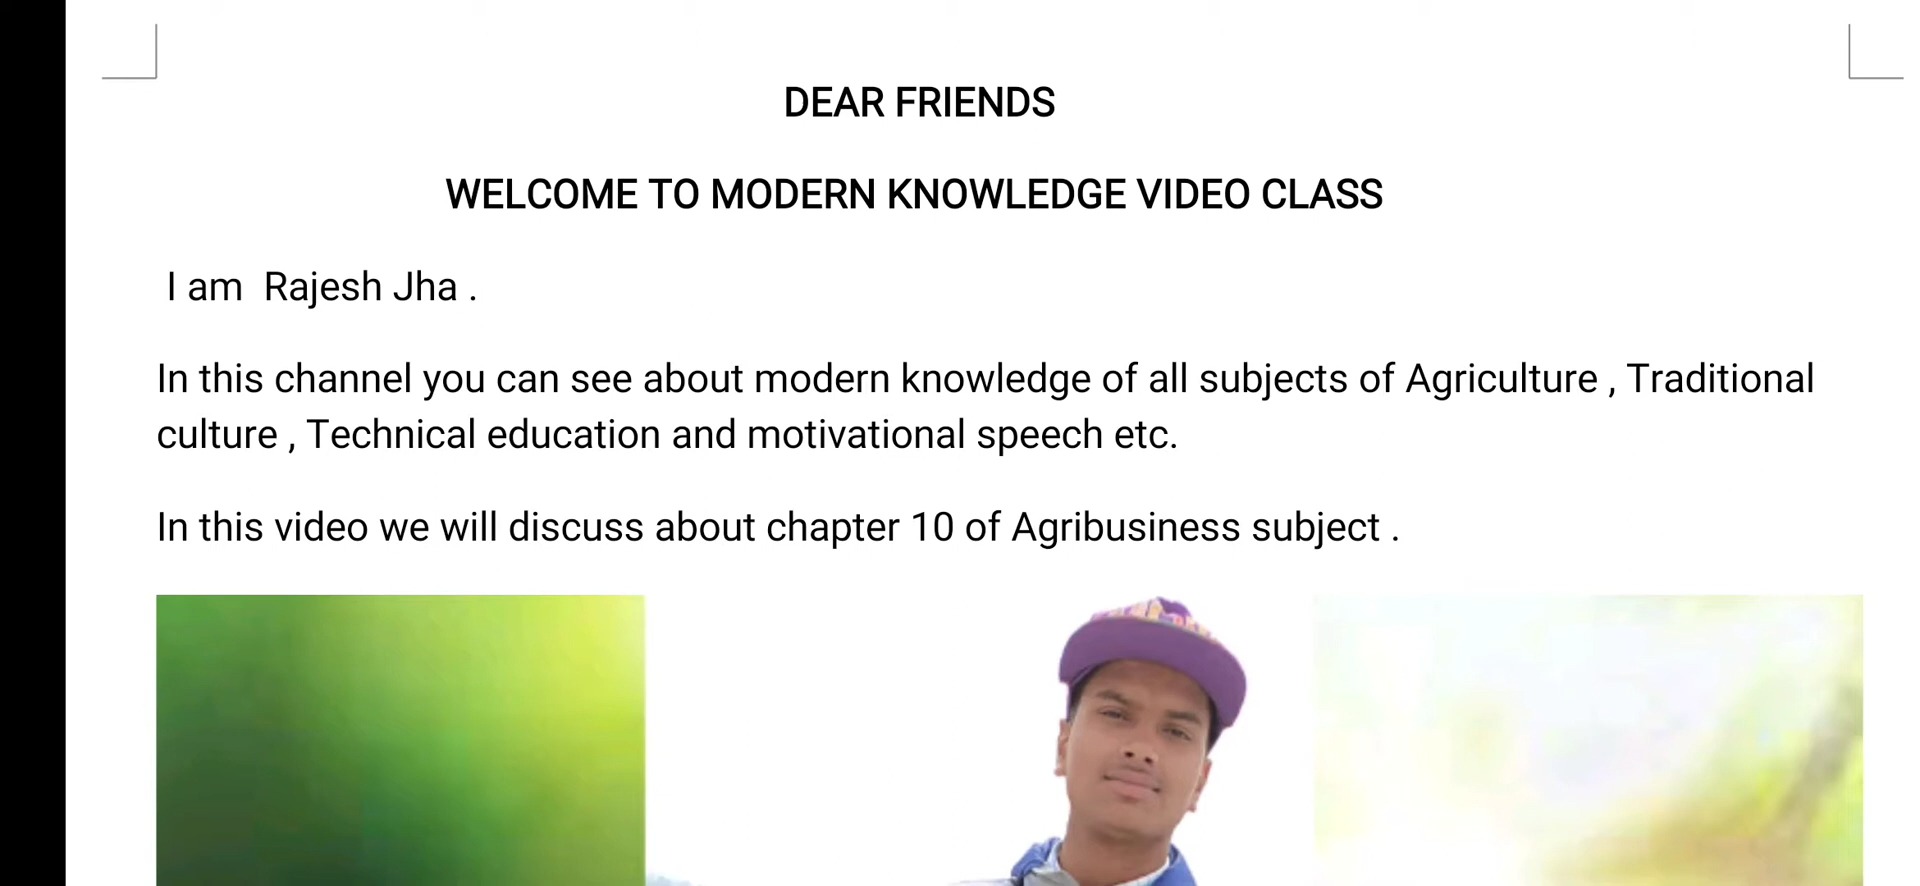 DEAR FRIENDS
WELCOME TO MODERN KNOWLEDGE VIDEO CLASS
I am  Rajesh Jha .
In this channel you can see about modern knowledge of all subjects of Agriculture , Traditional
culture , Technical education and motivational speech etc.
In this video we will discuss about chapter 10 of Agribusiness subject .